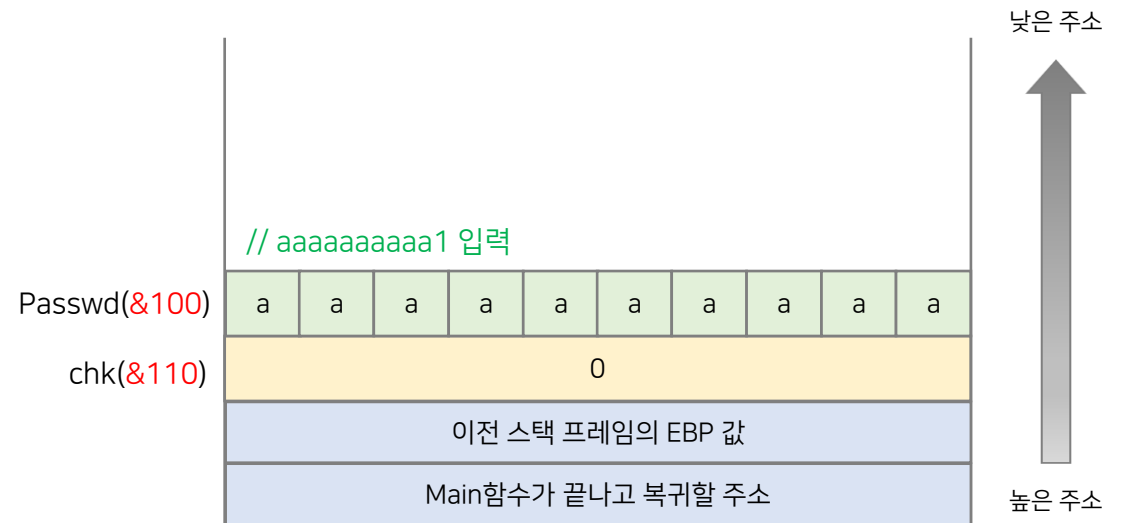 낮은 주소
// aaaaaaaaaa1 입력
Passwd(&100) a a a a a a a a a a
chk(&110) 0
이전 스택 프레임의 EBP 값
Main함수가 끝나고 복귀할 주소
높은 주소